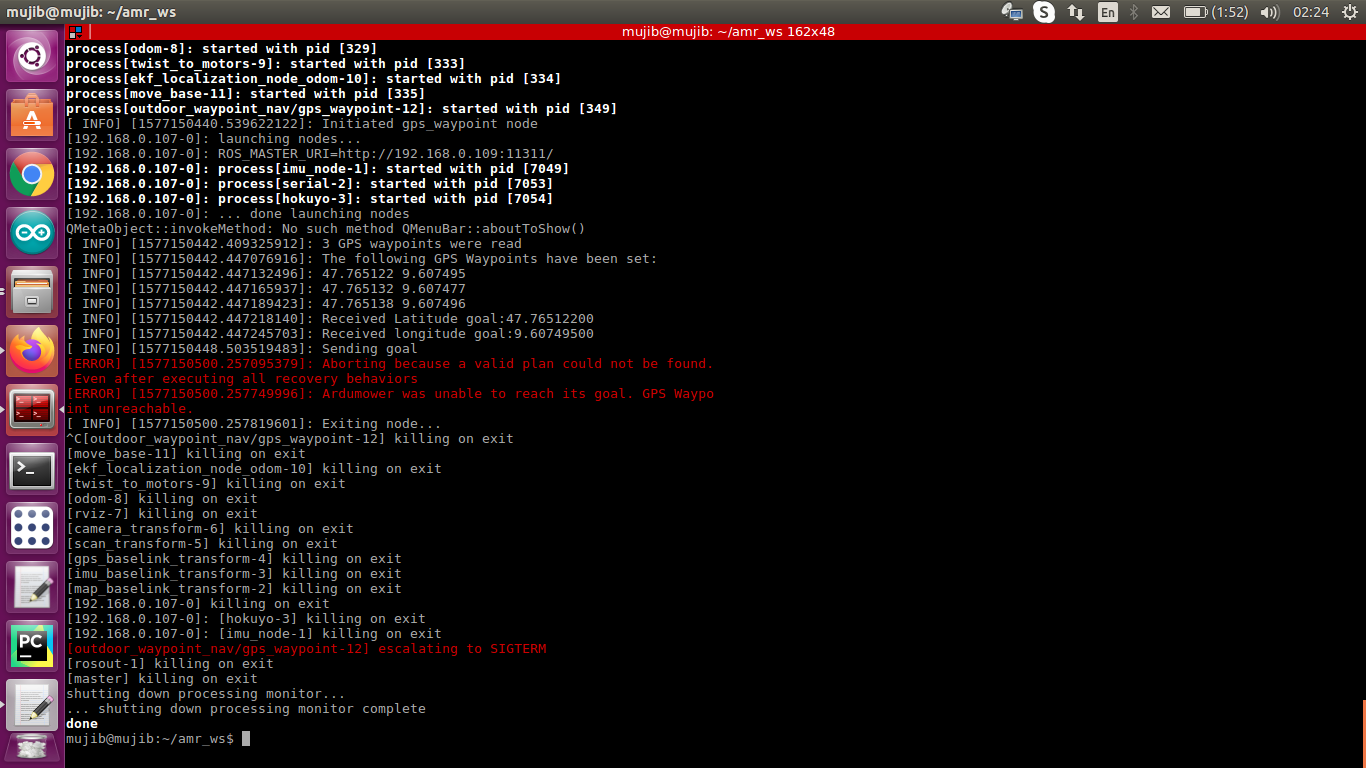 mujib@mujib: ~/amr_ws
S
En
(1:52)
02:24
mujib@mujib: ~/amr_ws 162x48
process[odom-8]: started with pid [329]
process[twist_to_motors-9]: started with pid [333]
process[ekf_localization_node_odom-10]: started with pid [334]
process[move_base-11]: started with pid [335]
process[outdoor_waypoint_nav/gps_waypoint-12]: started with pid [349]
[ INFO] [1577150440.539622122]: Initiated gps_waypoint node
[192.168.0.107-0]: launching nodes...
[192.168.0.107-0]: ROS_MASTER_URI=http://192.168.0.109:11311/
[192.168.0.107-0]: process[imu_node-1]: started with pid [7049]
[192.168.0.107-0]: process[serial-2]: started with pid [7053]
[192.168.0.107-0]: process[hokuyo-3]: started with pid [7054]
[192.168.0.107-0]: ... done launching nodes
QMetaObject::invokeMethod: No such method QMenuBar::aboutToShow()
[ INFO] [1577150442.409325912]: 3 GPS waypoints were read
[ INFO] [1577150442.447076916]: The following GPS Waypoints have been set:
[ INFO] [1577150442.447132496]: 47.765122 9.607495
[ INFO] [1577150442.447165937]: 47.765132 9.607477
[ INFO] [1577150442.447189423]: 47.765138 9.607496
[ INFO] [1577150442.447218140]: Received Latitude goal:47.76512200
[ INFO] [1577150442.447245703]: Received longitude goal:9.60749500
[ INFO] [1577150448.503519483]: Sending goal
[ERROR] [1577150500.257095379]: Aborting because a valid plan could not be found.
 Even after executing all recovery behaviors
[ERROR] [1577150500.257749996]: Ardumower was unable to reach its goal. GPS Waypo
int unreachable.
[ INFO] [1577150500.257819601]: Exiting node...
^C[outdoor_waypoint_nav/gps_waypoint-12] killing on exit
[move_base-11] killing on exit
[ekf_localization_node_odom-10] killing on exit
[twist_to_motors-9] killing on exit
[odom-8] killing on exit
[rviz-7] killing on exit
[camera_transform-6] killing on exit
[scan_transform-5] killing on exit
[gps_baselink_transform-4] killing on exit
[imu_baselink_transform-3] killing on exit
[map_baselink_transform-2] killing on exit
[192.168.0.107-0] killing on exit
[192.168.0.107-0]: [hokuyo-3] killing on exit
[192.168.0.107-0]: [imu_node-1] killing on exit
[outdoor_waypoint_nav/gps_waypoint-12] escalating to SIGTERM
[rosout-1] killing on exit
[master] killing on exit
shutting down processing monitor...
... shutting down processing monitor complete
done
mujib@mujib:~/amr_ws$
PC